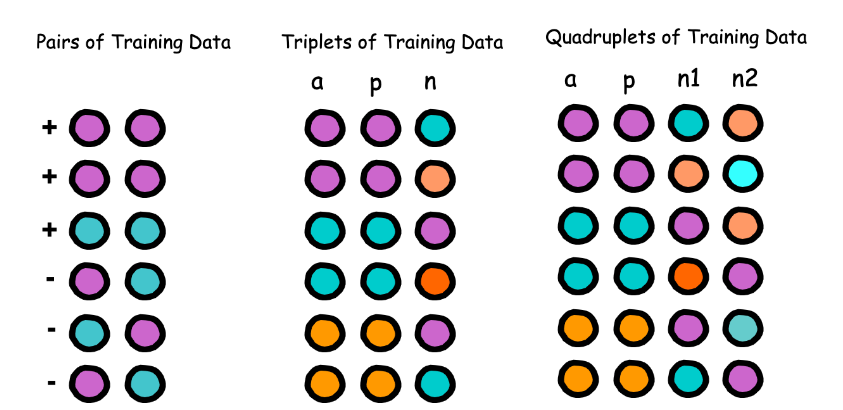 Pairs of Training Data
+
+
+
-
-
-
Triplets of Training Data
a p n
Quadruplets of Training Data
a p n1 n2